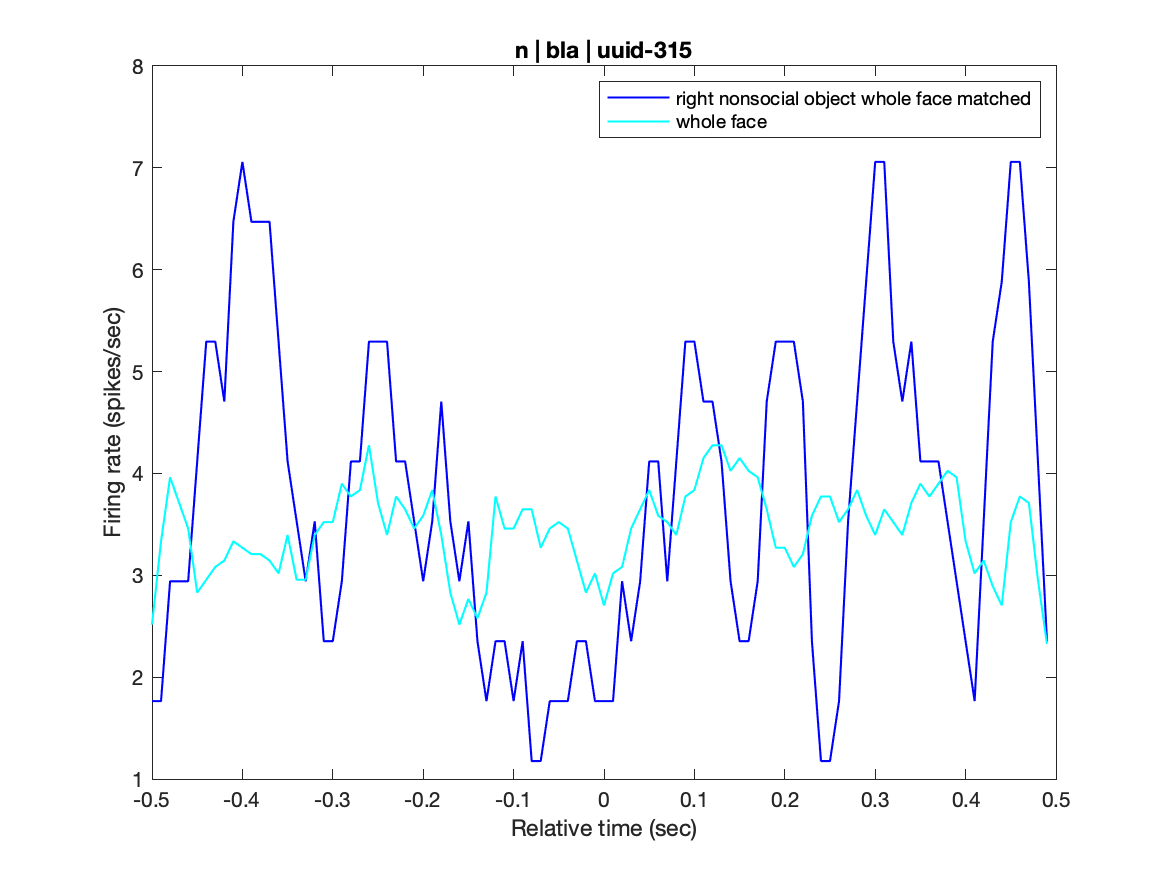 n | bla | uuid-315
right nonsocial object whole face matched
whole face
Firing rate (spikes/sec)
8
7
6
5
4
3
2
1
-0.5 -0.4 -0.3 -0.2 -0.1 0 0.1 0.2 0.3 0.4 0.5
Relative time (sec)